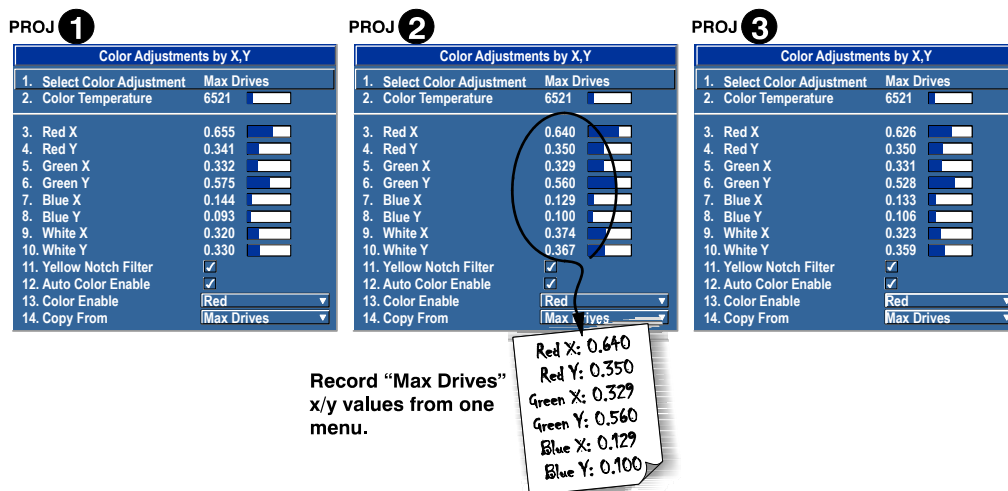 PROJ 1
Color Adjustments by X,Y
1. Select Color Adjustment Max Drives
2. Color Temperature 6521
3. Red X 0.655
4. Red Y 0.341
5. Green X 0.332
6. Green Y 0.575
7. Blue X 0.144
8. Blue Y 0.093
9. White X 0.320
10. White Y 0.330
11. Yellow Notch Filter
12. Auto Color Enable
13. Color Enable Red
14. Copy From Max Drives
PROJ 2
Color Adjustments by X,Y
1. Select Color Adjustment Max Drives
2. Color Temperature 6521
3. Red X 0.640
4. Red Y 0.350
5. Green X 0.329
6. Green Y 0.560
7. Blue X 0.129
8. Blue Y 0.100
9. White X 0.374
10. White Y 0.367
11. Yellow Notch Filter
12. Auto Color Enable
13. Color Enable Red
14. Copy From Max Drives
PROJ 3
Color Adjustments by X,Y
1. Select Color Adjustment Max Drives
2. Color Temperature 6521
3. Red X 0.626
4. Red Y 0.350
5. Green X 0.331
6. Green Y 0.528
7. Blue X 0.133
8. Blue Y 0.106
9. White X 0.323
10. White Y 0.359
11. Yellow Notch Filter
12. Auto Color Enable
13. Color Enable Red
14. Copy From Max Drives
Record “Max Drives”
x/y values from one
menu.
Red X: 0.640
Red Y: 0.350
Green X: 0.329
Green Y: 0.560
Blue X: 0.129
Blue Y: 0.100